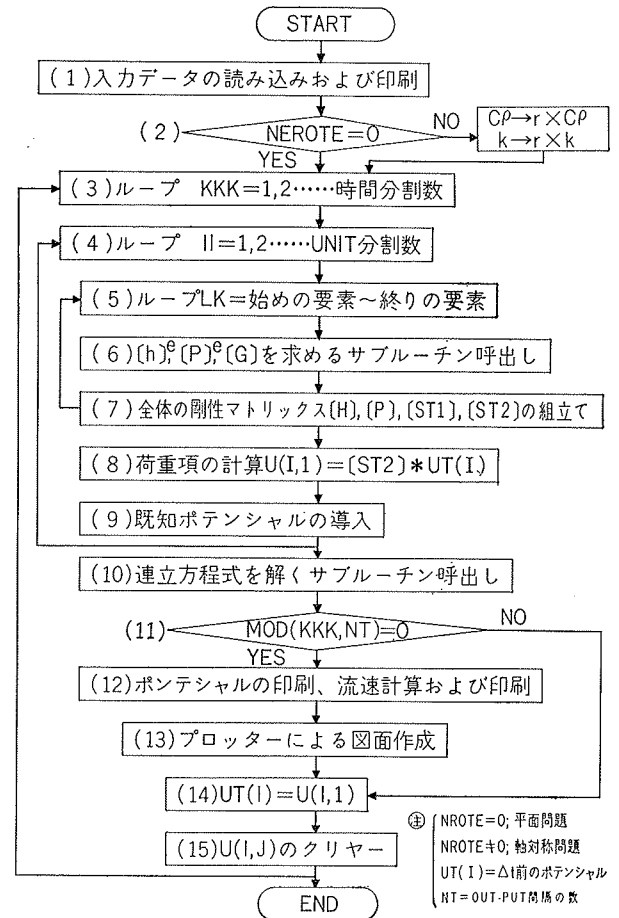 START
(1)入力データの読み込みおよび印刷
(2) NEROTE=0
NO
Cρ→r×Cρ
k→r×k
YES
(3)ループ KKK=1,2……時間分割数
(4)ループ II=1,2……UNIT分割数
(5)ループLK=始めの要素~終りの要素
(6)[h]ᵉ,[P]ᵉ,[G]を求めるサブルーチン呼出し
(7)全体の剛性マトリックス[H],[P],[ST1],[ST2]の組立て
(8)荷重項の計算U(I,1)=[ST2]*UT(I)
(9)既知ポテンシャルの導入
(10)連立方程式を解くサブルーチン呼出し
(11) MOD(KKK,NT)=0
NO
YES
(12)ポンテシャルの印刷、流速計算および印刷
(13)プロッターによる図面作成
(14)UT(I)=U(I,1)
(15)U(I,J)のクリヤー
END
注 NROTE=0; 平面問題
NROTE≠0; 軸対称問題
UT(I)=Δt前のポテンシャル
NT=OUT-PUT間隔の数